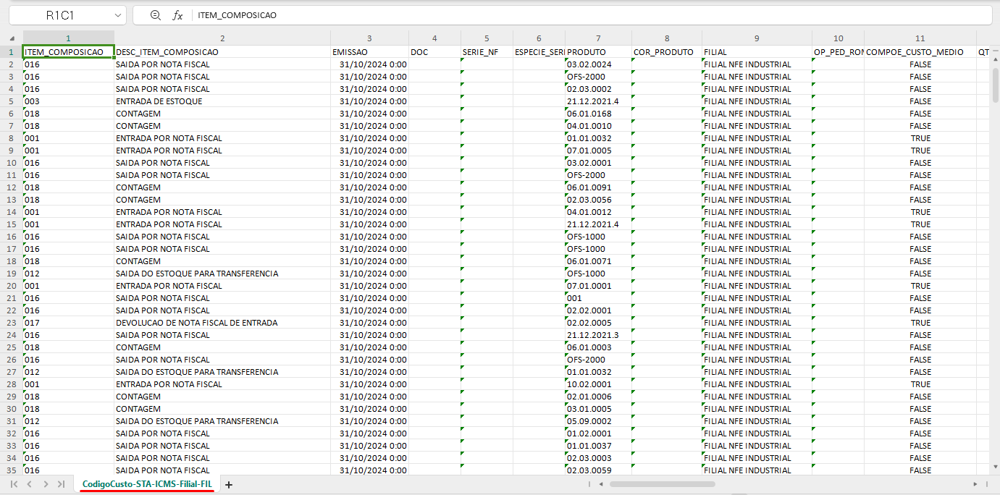 R1C1 fx ITEM_COMPOSICAO
1 2 3 4 5 6 7 8 9 10 11
1 ITEM_COMPOSICAO DESC_ITEM_COMPOSICAO EMISSAO DOC SERIE_NF ESPECIE_SERI PRODUTO COR_PRODUTO FILIAL OP_PED_ROM COMPOE_CUSTO_MEDIO QT
2 016 SAIDA POR NOTA FISCAL 31/10/2024 0:00 03.02.0024 FILIAL NFE INDUSTRIAL FALSE
3 016 SAIDA POR NOTA FISCAL 31/10/2024 0:00 OFS-2000 FILIAL NFE INDUSTRIAL FALSE
4 016 SAIDA POR NOTA FISCAL 31/10/2024 0:00 02.03.0002 FILIAL NFE INDUSTRIAL FALSE
5 003 ENTRADA DE ESTOQUE 31/10/2024 0:00 21.12.2021.4 FILIAL NFE INDUSTRIAL FALSE
6 018 CONTAGEM 31/10/2024 0:00 06.01.0168 FILIAL NFE INDUSTRIAL FALSE
7 018 CONTAGEM 31/10/2024 0:00 04.01.0010 FILIAL NFE INDUSTRIAL FALSE
8 001 ENTRADA POR NOTA FISCAL 31/10/2024 0:00 01.01.0032 FILIAL NFE INDUSTRIAL TRUE
9 001 ENTRADA POR NOTA FISCAL 31/10/2024 0:00 07.01.0005 FILIAL NFE INDUSTRIAL TRUE
10 016 SAIDA POR NOTA FISCAL 31/10/2024 0:00 03.02.0001 FILIAL NFE INDUSTRIAL FALSE
11 016 SAIDA POR NOTA FISCAL 31/10/2024 0:00 OFS-2000 FILIAL NFE INDUSTRIAL FALSE
12 018 CONTAGEM 31/10/2024 0:00 06.01.0091 FILIAL NFE INDUSTRIAL FALSE
13 018 CONTAGEM 31/10/2024 0:00 02.03.0056 FILIAL NFE INDUSTRIAL FALSE
14 001 ENTRADA POR NOTA FISCAL 31/10/2024 0:00 04.01.0012 FILIAL NFE INDUSTRIAL TRUE
15 001 ENTRADA POR NOTA FISCAL 31/10/2024 0:00 21.12.2021.4 FILIAL NFE INDUSTRIAL TRUE
16 016 SAIDA POR NOTA FISCAL 31/10/2024 0:00 OFS-1000 FILIAL NFE INDUSTRIAL FALSE
17 016 SAIDA POR NOTA FISCAL 31/10/2024 0:00 OFS-1000 FILIAL NFE INDUSTRIAL FALSE
18 018 CONTAGEM 31/10/2024 0:00 06.01.0071 FILIAL NFE INDUSTRIAL FALSE
19 012 SAIDA DO ESTOQUE PARA TRANSFERENCIA 31/10/2024 0:00 OFS-1000 FILIAL NFE INDUSTRIAL FALSE
20 001 ENTRADA POR NOTA FISCAL 31/10/2024 0:00 07.01.0001 FILIAL NFE INDUSTRIAL TRUE
21 016 SAIDA POR NOTA FISCAL 31/10/2024 0:00 001 FILIAL NFE INDUSTRIAL FALSE
22 016 SAIDA POR NOTA FISCAL 31/10/2024 0:00 02.02.0001 FILIAL NFE INDUSTRIAL FALSE
23 017 DEVOLUCAO DE NOTA FISCAL DE ENTRADA 31/10/2024 0:00 02.02.0005 FILIAL NFE INDUSTRIAL TRUE
24 016 SAIDA POR NOTA FISCAL 31/10/2024 0:00 21.12.2021.3 FILIAL NFE INDUSTRIAL FALSE
25 018 CONTAGEM 31/10/2024 0:00 06.01.0003 FILIAL NFE INDUSTRIAL FALSE
26 016 SAIDA POR NOTA FISCAL 31/10/2024 0:00 OFS-2000 FILIAL NFE INDUSTRIAL FALSE
27 012 SAIDA DO ESTOQUE PARA TRANSFERENCIA 31/10/2024 0:00 01.01.0032 FILIAL NFE INDUSTRIAL FALSE
28 001 ENTRADA POR NOTA FISCAL 31/10/2024 0:00 10.02.0001 FILIAL NFE INDUSTRIAL TRUE
29 018 CONTAGEM 31/10/2024 0:00 02.01.0006 FILIAL NFE INDUSTRIAL FALSE
30 018 CONTAGEM 31/10/2024 0:00 03.01.0005 FILIAL NFE INDUSTRIAL FALSE
31 012 SAIDA DO ESTOQUE PARA TRANSFERENCIA 31/10/2024 0:00 05.09.0002 FILIAL NFE INDUSTRIAL FALSE
32 016 SAIDA POR NOTA FISCAL 31/10/2024 0:00 01.02.0001 FILIAL NFE INDUSTRIAL FALSE
33 016 SAIDA POR NOTA FISCAL 31/10/2024 0:00 01.01.0037 FILIAL NFE INDUSTRIAL FALSE
34 016 SAIDA POR NOTA FISCAL 31/10/2024 0:00 02.03.0003 FILIAL NFE INDUSTRIAL FALSE
35 016 SAIDA POR NOTA FISCAL 31/10/2024 0:00 02.03.0059 FILIAL NFE INDUSTRIAL FALSE
CodigoCusto-STA-ICMS-Filial-FIL